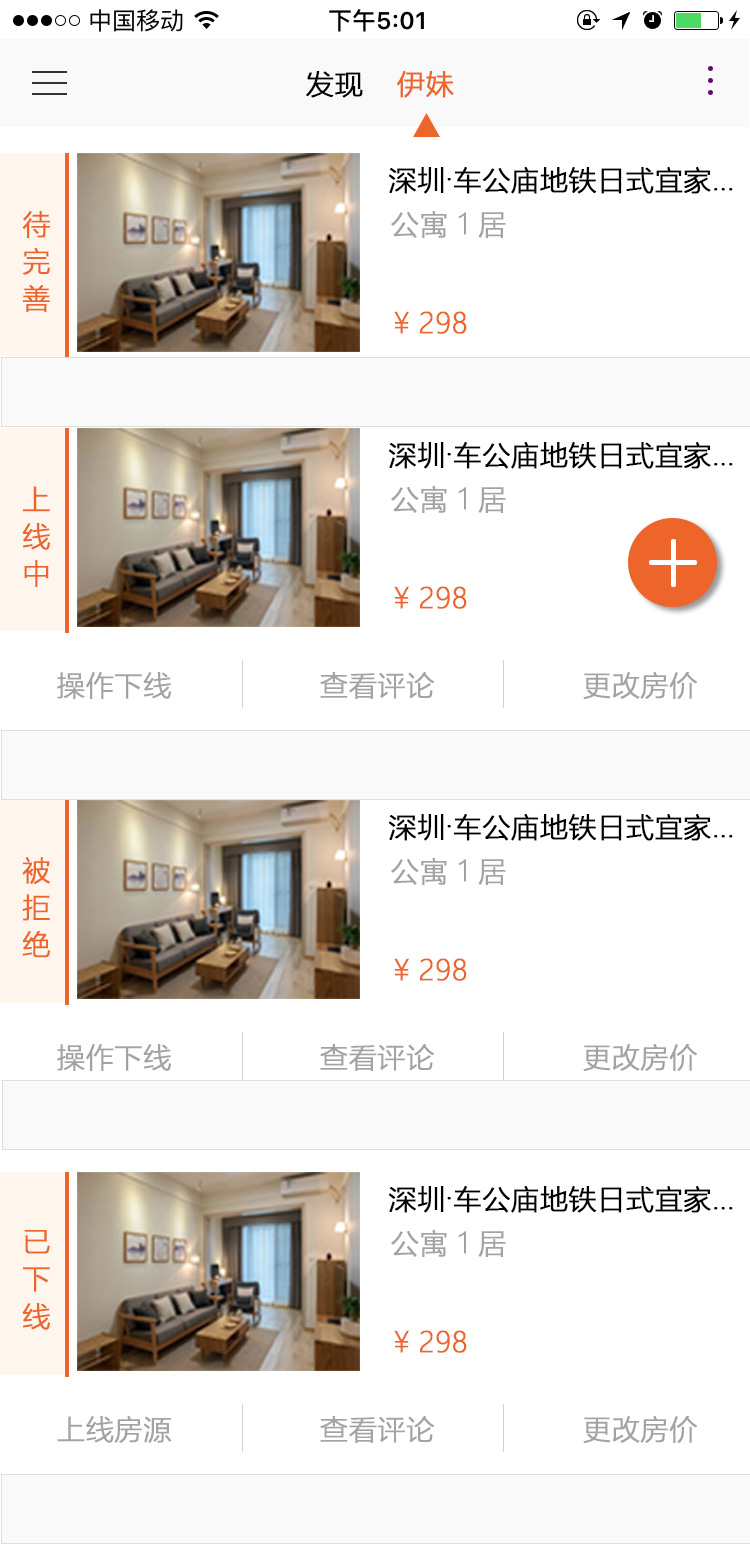 中国移动 下午5:01
发现 伊妹
待完善
深圳·车公庙地铁日式宜家...
公寓 1 居
¥ 298
上线中
深圳·车公庙地铁日式宜家...
公寓 1 居
¥ 298
操作下线 查看评论 更改房价
被拒绝
深圳·车公庙地铁日式宜家...
公寓 1 居
¥ 298
操作下线 查看评论 更改房价
已下线
深圳·车公庙地铁日式宜家...
公寓 1 居
¥ 298
上线房源 查看评论 更改房价